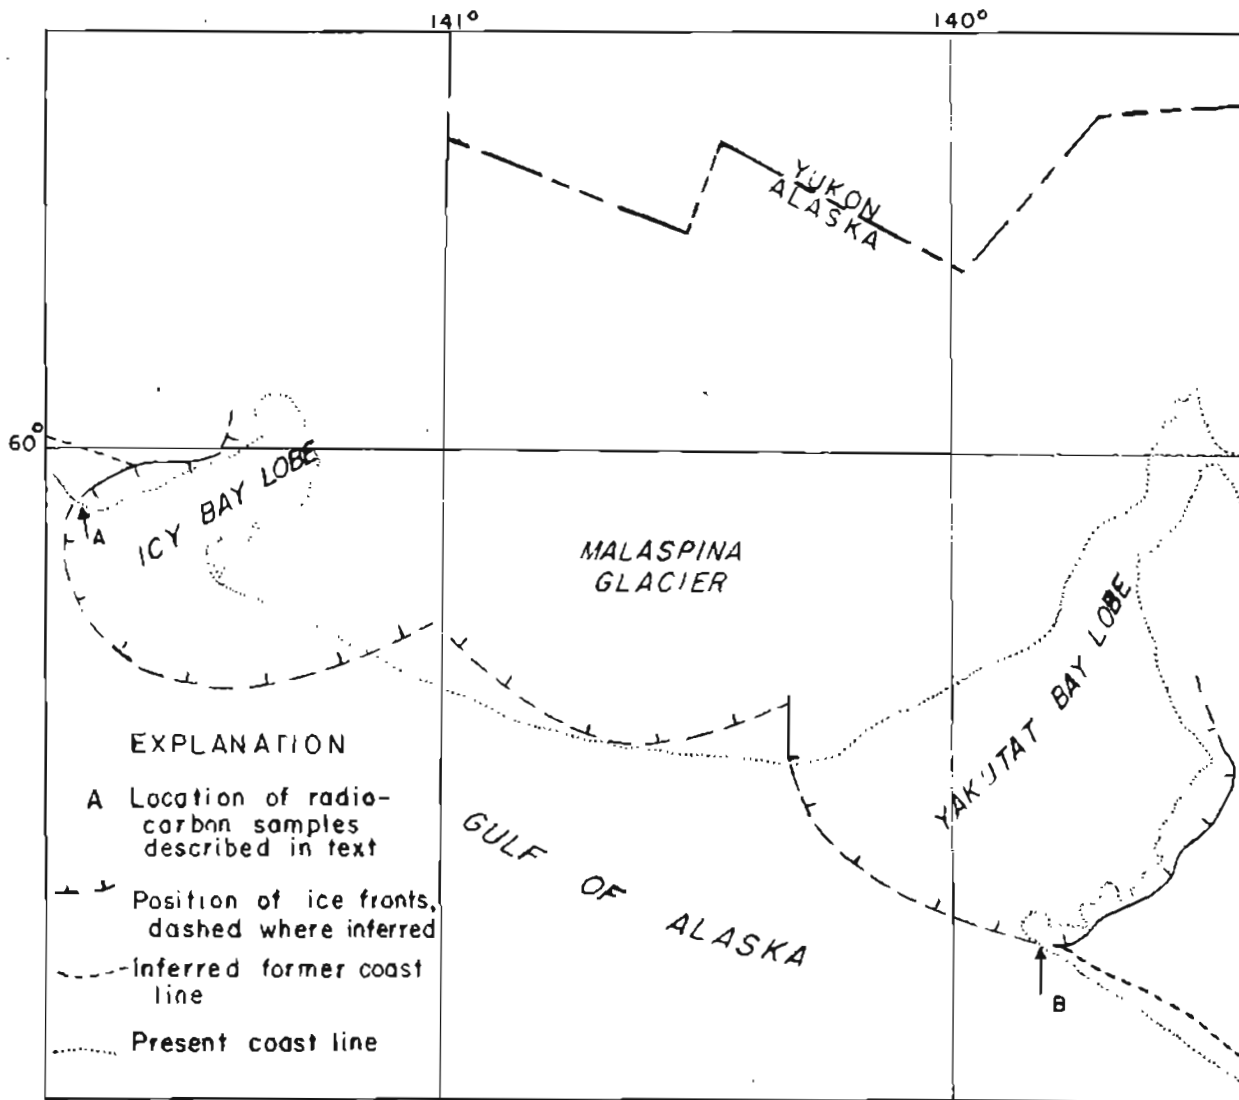 141°
140°
YUKON
ALASKA
60°
ICY BAY LOBE
A
MALASPINA
GLACIER
YAKUTAT BAY LOBE
EXPLANATION
A Location of radio-
carbon samples
described in text
Position of ice fronts,
dashed where inferred
Inferred former coast
line
Present coast line
GULF OF ALASKA
B